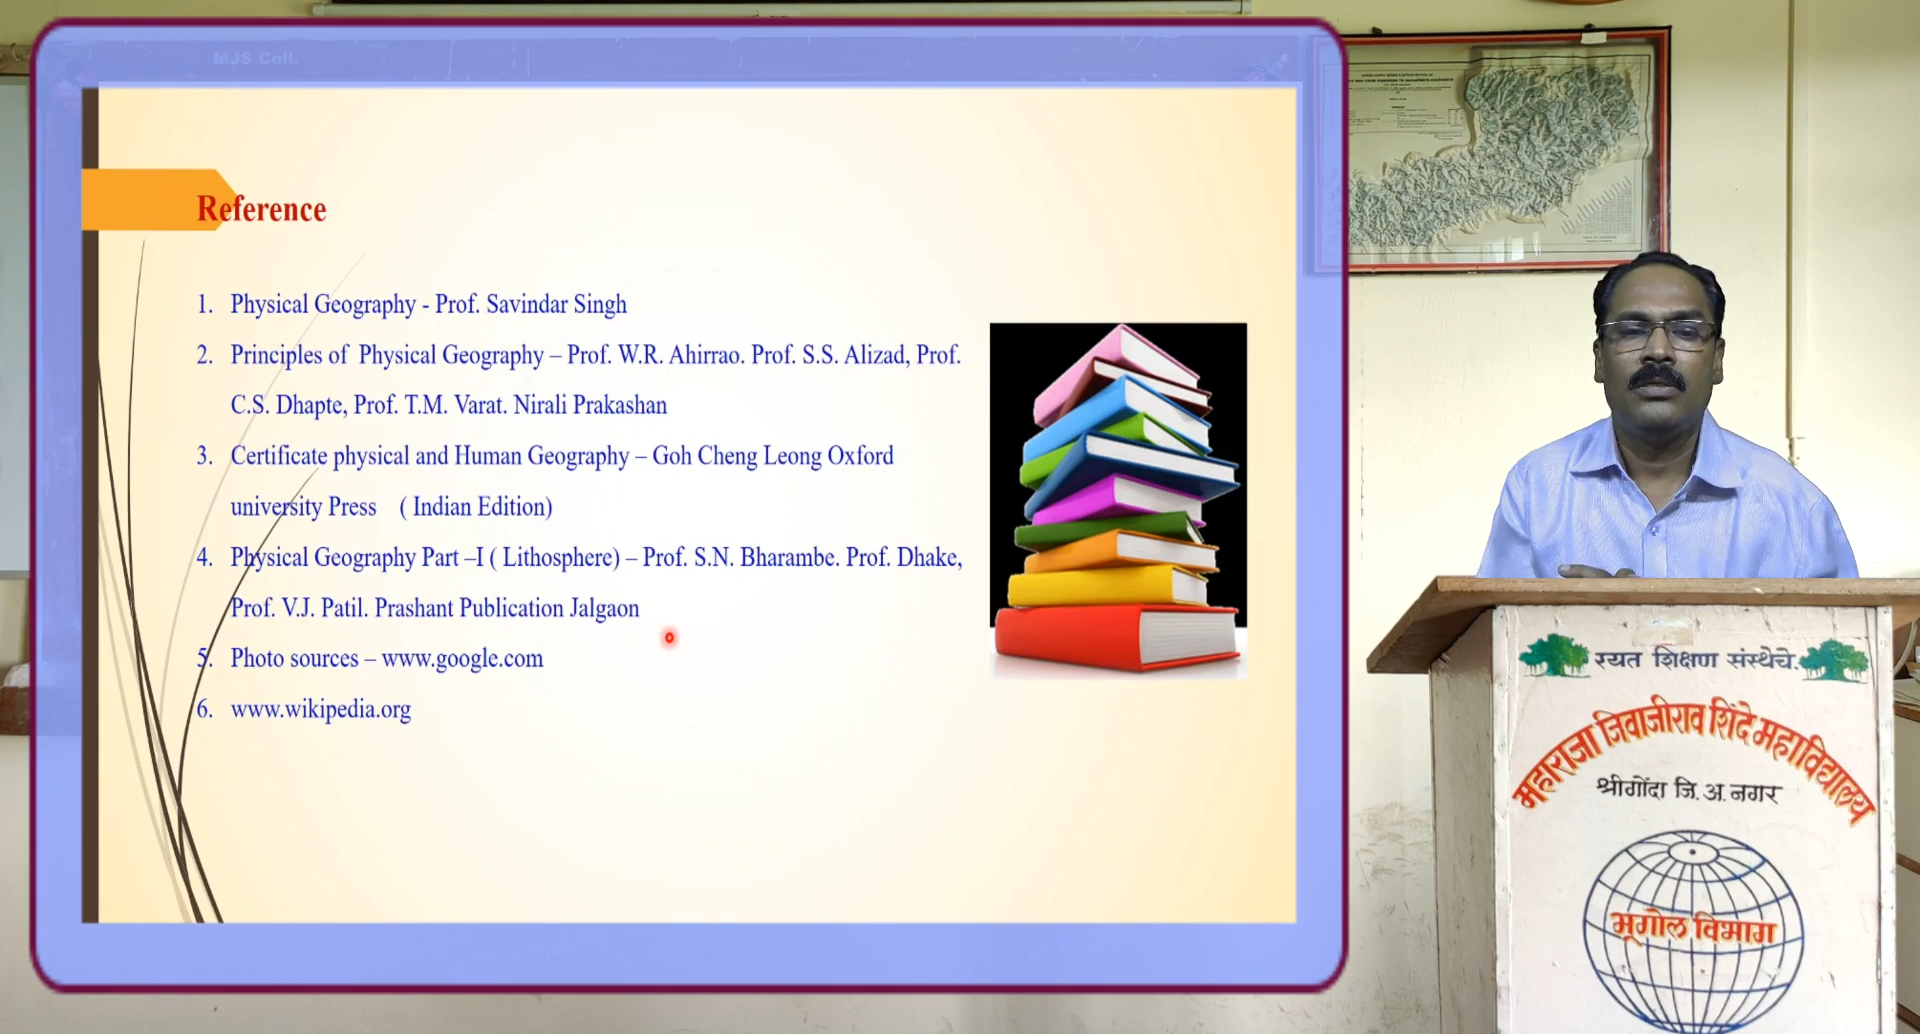 MJS Coll.
Reference
1. Physical Geography - Prof. Savindar Singh
2. Principles of Physical Geography – Prof. W.R. Ahirrao. Prof. S.S. Alizad, Prof.
C.S. Dhapte, Prof. T.M. Varat. Nirali Prakashan
3. Certificate physical and Human Geography – Goh Cheng Leong Oxford
university Press ( Indian Edition)
4. Physical Geography Part –I ( Lithosphere) – Prof. S.N. Bharambe. Prof. Dhake,
Prof. V.J. Patil. Prashant Publication Jalgaon
5. Photo sources – www.google.com
6. www.wikipedia.org
रयत शिक्षण संस्थेचे.
महाराजा जिवाजीराव शिंदे महाविद्यालय
श्रीगोंदा जि. अ. नगर
भूगोल विभाग